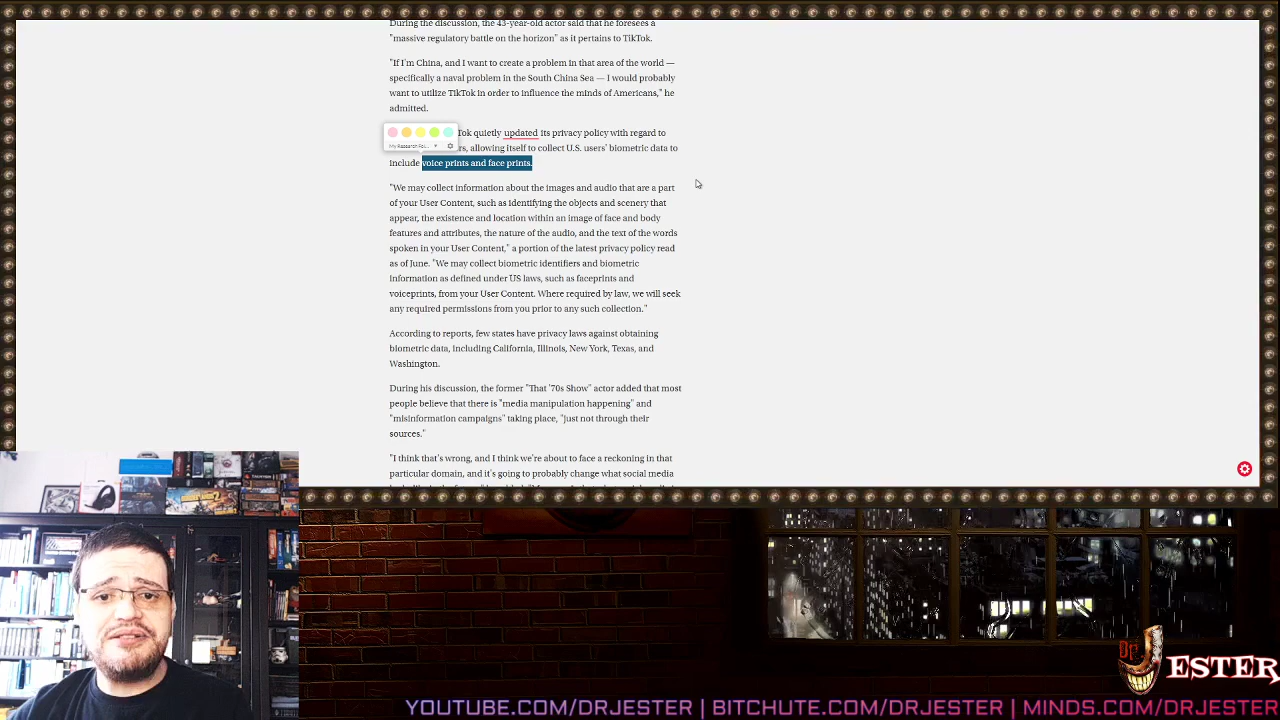 During the discussion, the 43-year-old actor said that he foresees a
"massive regulatory battle on the horizon" as it pertains to TikTok.
"If I'm China, and I want to create a problem in that area of the world —
specifically a naval problem in the South China Sea — I would probably
want to utilize TikTok in order to influence the minds of Americans," he
admitted.
Tok quietly updated its privacy policy with regard to
rs, allowing itself to collect U.S. users' biometric data to
My Research Fol...
include voice prints and face prints.
"We may collect information about the images and audio that are a part
of your User Content, such as identifying the objects and scenery that
appear, the existence and location within an image of face and body
features and attributes, the nature of the audio, and the text of the words
spoken in your User Content," a portion of the latest privacy policy read
as of June. "We may collect biometric identifiers and biometric
information as defined under US laws, such as faceprints and
voiceprints, from your User Content. Where required by law, we will seek
any required permissions from you prior to any such collection."
According to reports, few states have privacy laws against obtaining
biometric data, including California, Illinois, New York, Texas, and
Washington.
During his discussion, the former "That '70s Show" actor added that most
people believe that there is "media manipulation happening" and
"misinformation campaigns" taking place, "just not through their
sources."
"I think that's wrong, and I think we're about to face a reckoning in that
particular domain, and it's going to probably change what social media
Dr.
JESTER
YOUTUBE.COM/DRJESTER | BITCHUTE.COM/DRJESTER | MINDS.COM/DRJESTER